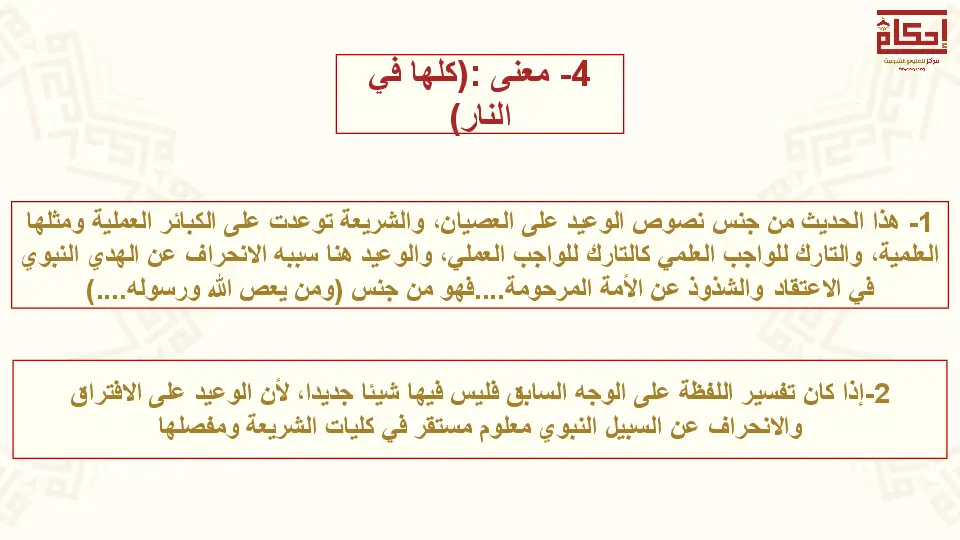 إحكام
مركز للعلوم الشرعية
4- معنى :(كلها في
النار)
1- هذا الحديث من جنس نصوص الوعيد على العصيان، والشريعة توعدت على الكبائر العملية ومثلها
العلمية، والتارك للواجب العلمي كالتارك للواجب العملي، والوعيد هنا سببه الانحراف عن الهدي النبوي
في الاعتقاد والشذوذ عن الأمة المرحومة....فهو من جنس (ومن يعص الله ورسوله....)
2-إذا كان تفسير اللفظة على الوجه السابق فليس فيها شيئا جديدا، لأن الوعيد على الافتراق
والانحراف عن السبيل النبوي معلوم مستقر في كليات الشريعة ومفصلها